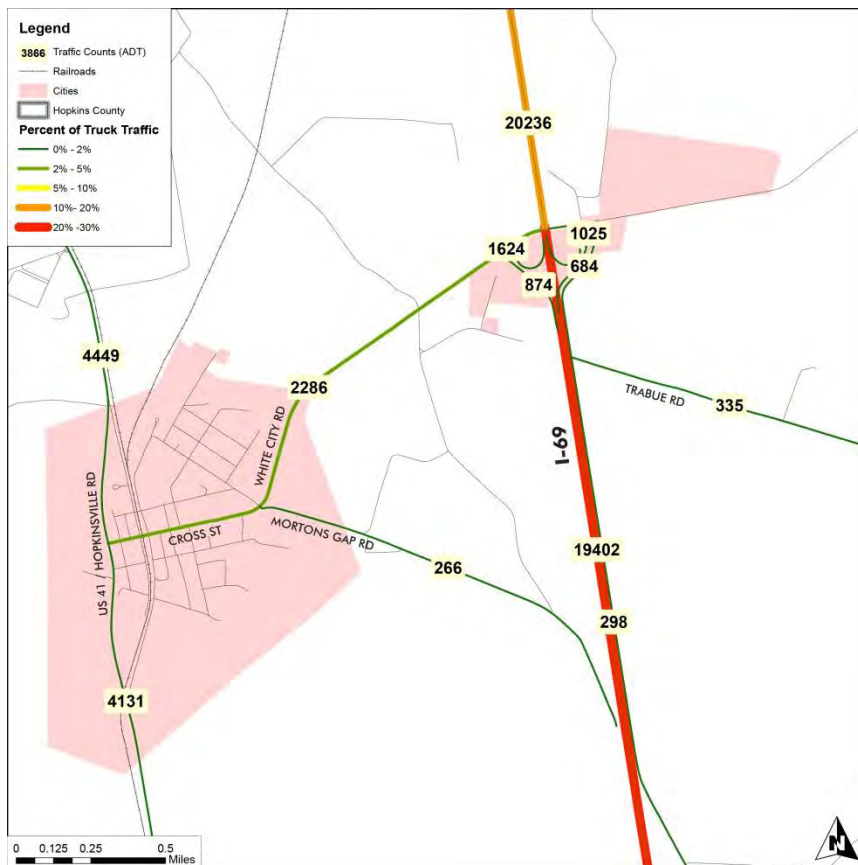 Legend
3866 Traffic Counts (ADT)
Railroads
Cities
Hopkins County
Percent of Truck Traffic
0% - 2%
2% - 5%
5% - 10%
10%- 20%
20% -30%
20236
1025
1624
684
874
4449
2286
335
TRABUE RD
WHITE CITY RD
I-69
US 41 / HOPKINSVILLE RD
CROSS ST
MORTONS GAP RD
19402
266
298
4131
0 0.125 0.25 0.5
Miles
N